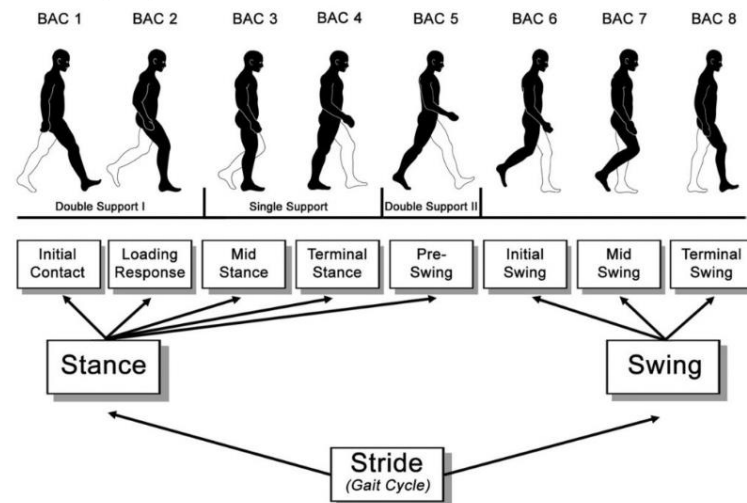 BAC 1 BAC 2 BAC 3 BAC 4 BAC 5 BAC 6 BAC 7 BAC 8
Double Support I Single Support Double Support II
Initial Loading Mid Terminal Pre- Initial Mid Terminal
Contact Response Stance Stance Swing Swing Swing Swing
Stance Swing
Stride
(Gait Cycle)